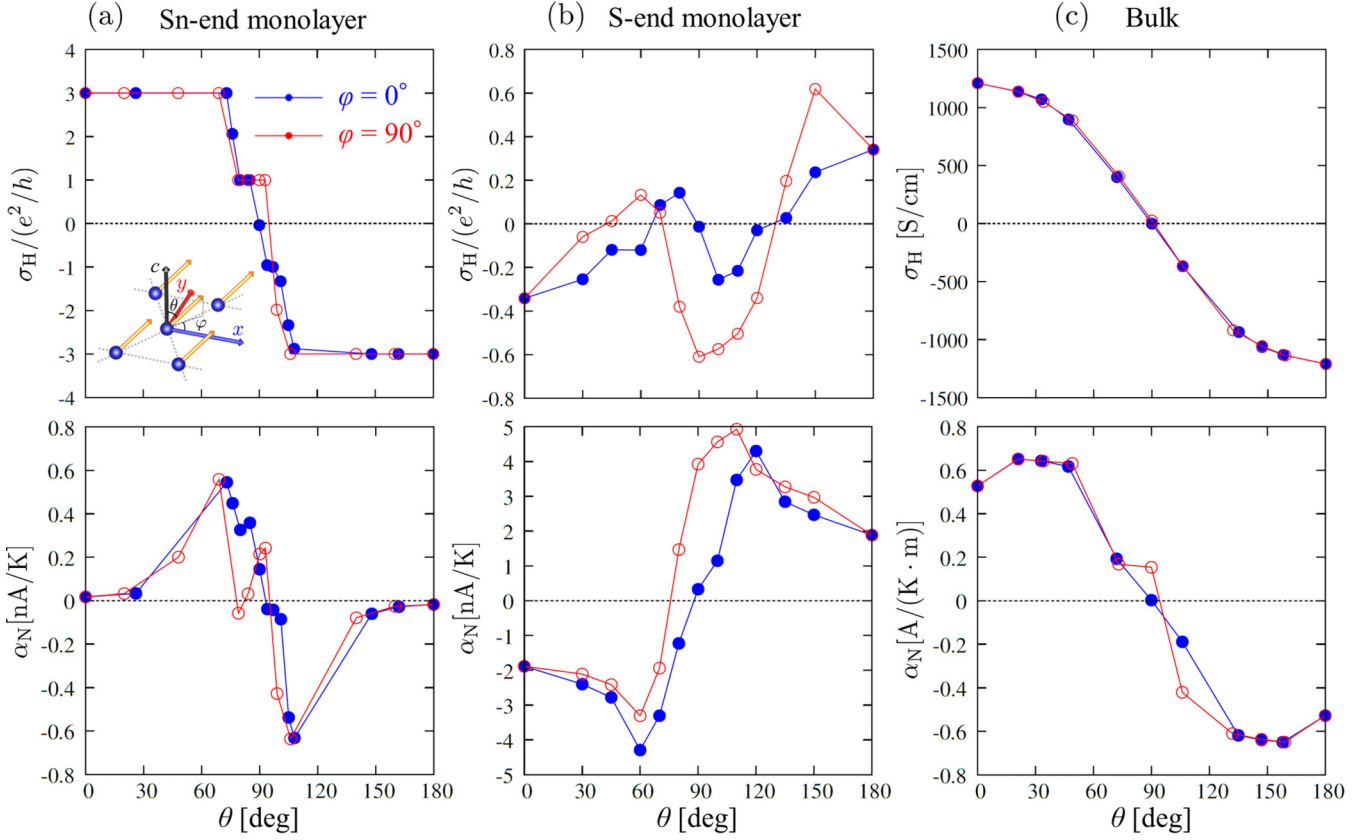 (a) Sn-end monolayer
σH/(e²/h)
4
3
2
1
0
-1
-2
-3
-4
φ = 0°
φ = 90°
c
y
θ
φ
x
αN[nA/K]
0.8
0.6
0.4
0.2
0
-0.2
-0.4
-0.6
-0.8
0 30 60 90 120 150 180
θ [deg]
(b) S-end monolayer
σH/(e²/h)
0.8
0.6
0.4
0.2
0
-0.2
-0.4
-0.6
-0.8
αN[nA/K]
5
4
3
2
1
0
-1
-2
-3
-4
-5
0 30 60 90 120 150 180
θ [deg]
(c) Bulk
σH [S/cm]
1500
1000
500
0
-500
-1000
-1500
αN[A/(K · m)]
0.8
0.6
0.4
0.2
0
-0.2
-0.4
-0.6
-0.8
0 30 60 90 120 150 180
θ [deg]